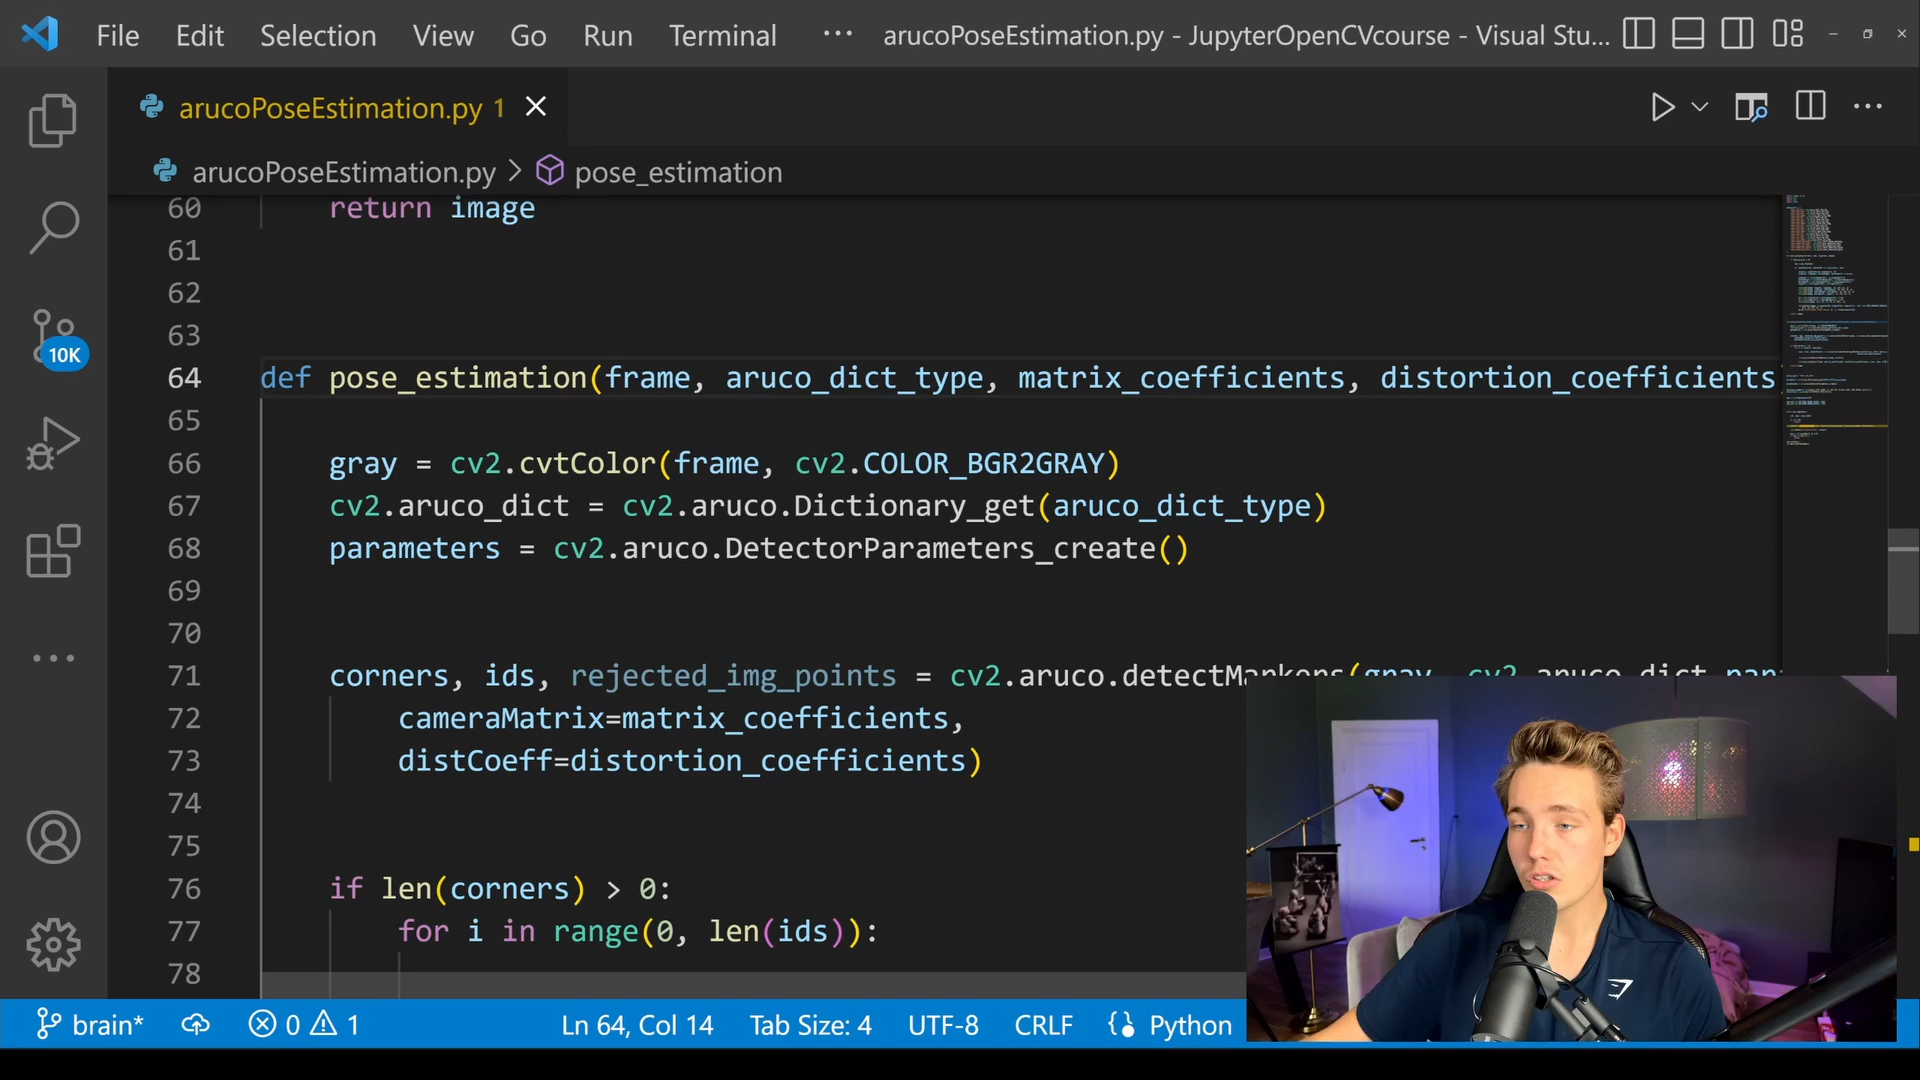 File Edit Selection View Go Run Terminal ··· arucoPoseEstimation.py - JupyterOpenCVcourse - Visual Stu...
arucoPoseEstimation.py 1
arucoPoseEstimation.py > pose_estimation
60 return image
61
62
63
64 def pose_estimation(frame, aruco_dict_type, matrix_coefficients, distortion_coefficients
65
66 gray = cv2.cvtColor(frame, cv2.COLOR_BGR2GRAY)
67 cv2.aruco_dict = cv2.aruco.Dictionary_get(aruco_dict_type)
68 parameters = cv2.aruco.DetectorParameters_create()
69
70
71 corners, ids, rejected_img_points = cv2.aruco.detectMarkers(gray, cv2.aruco_dict,par
72 cameraMatrix=matrix_coefficients,
73 distCoeff=distortion_coefficients)
74
75
76 if len(corners) > 0:
77 for i in range(0, len(ids)):
78
10K
brain* 0 1 Ln 64, Col 14 Tab Size: 4 UTF-8 CRLF Python